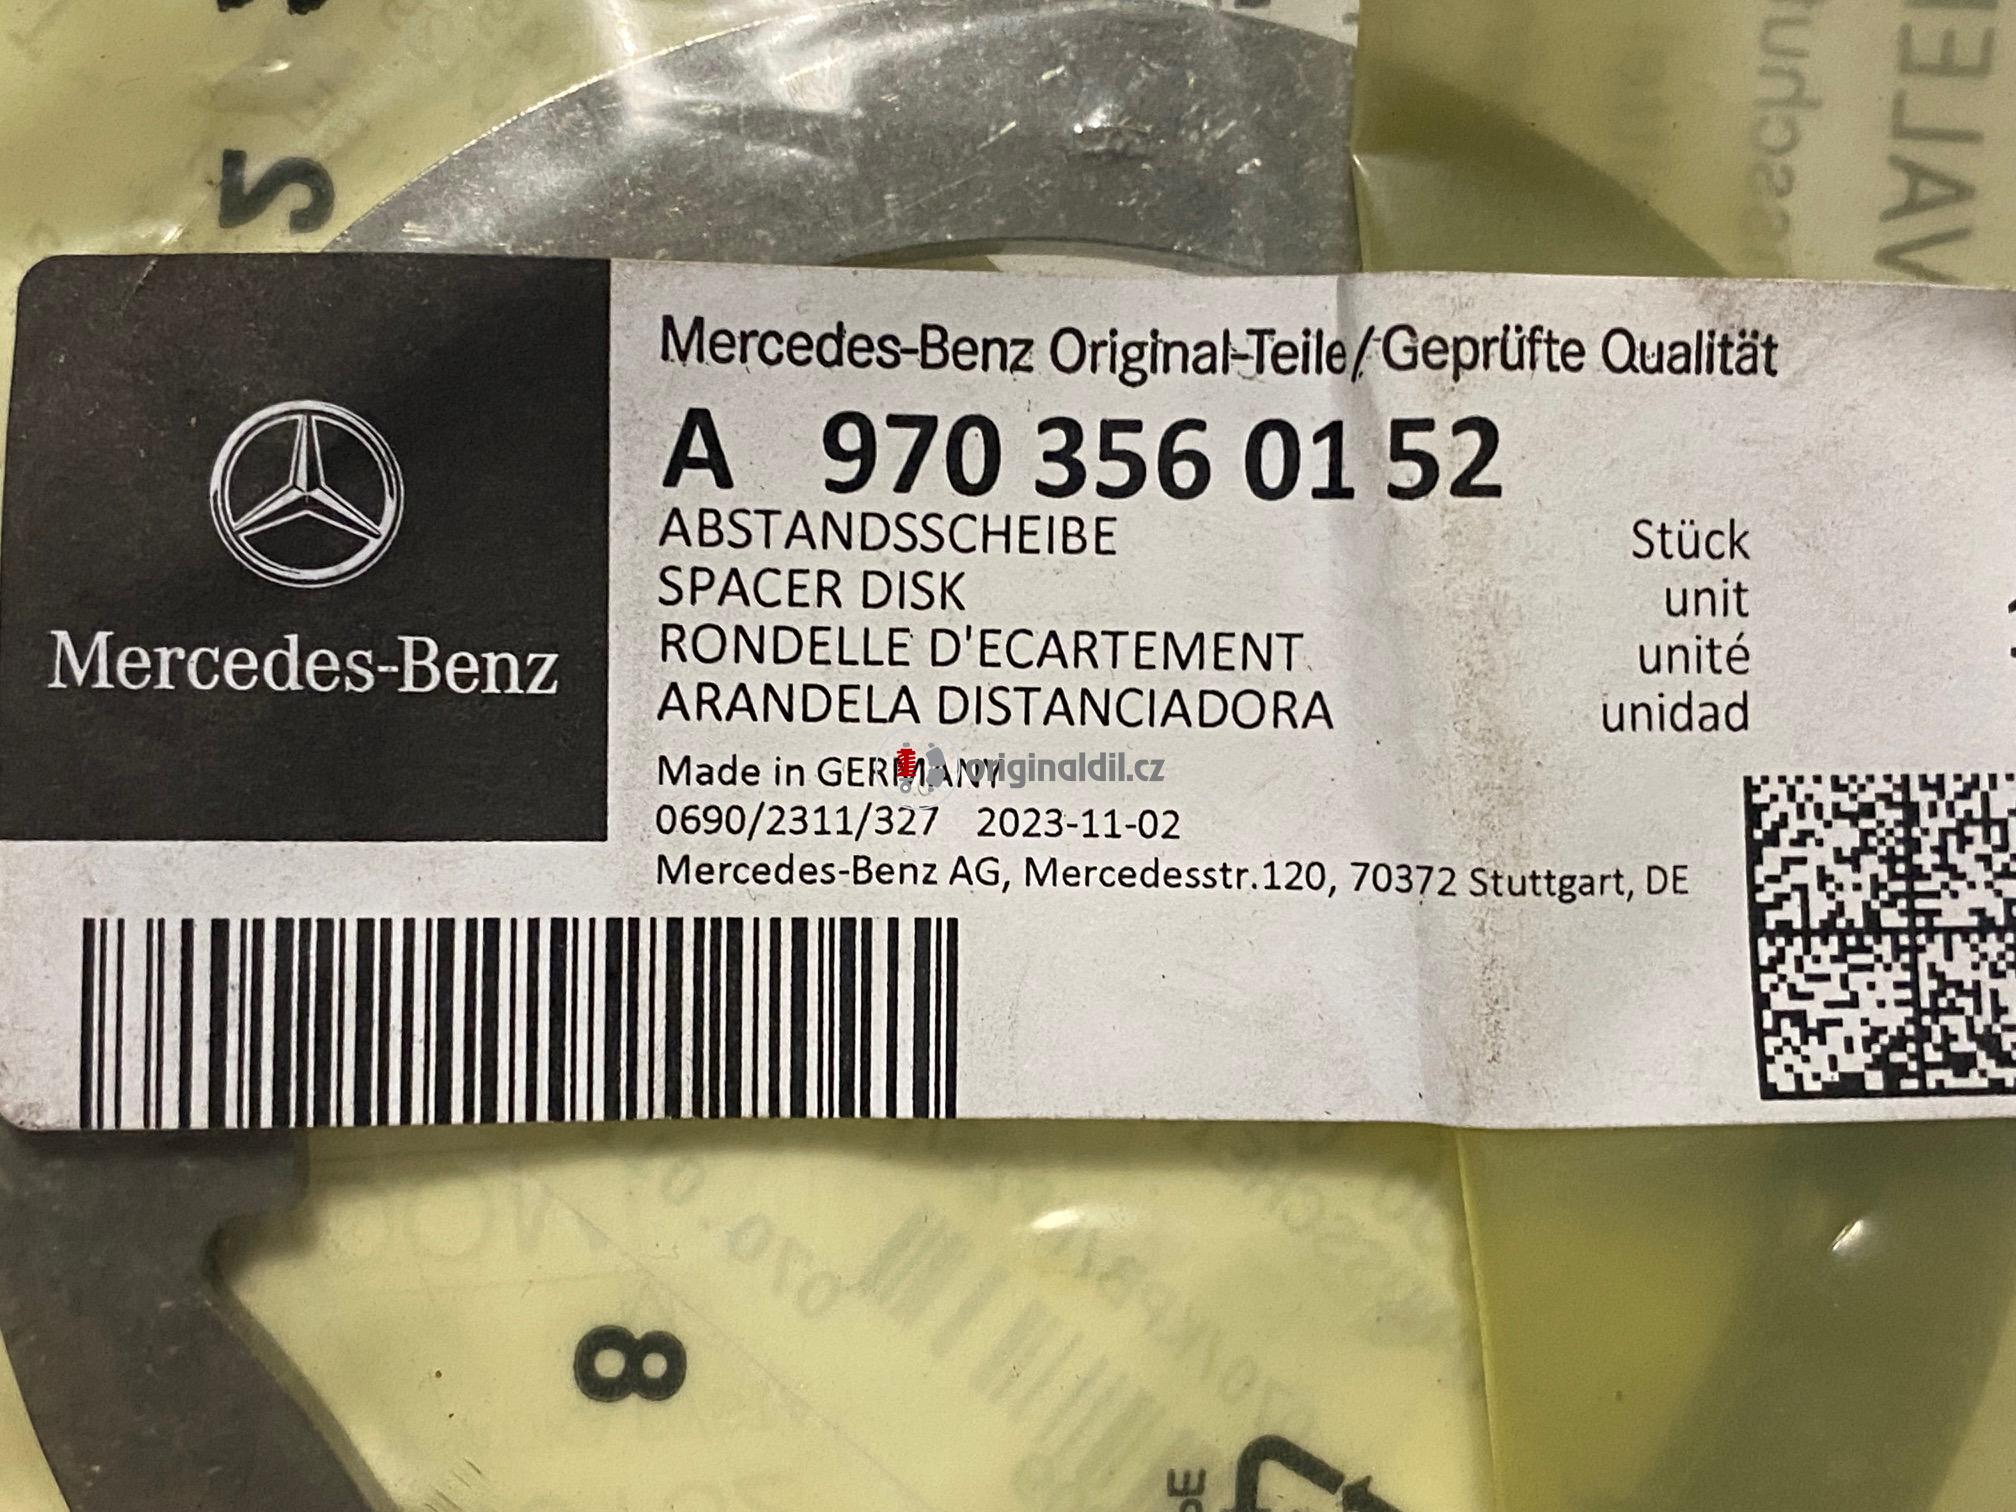 Mercedes-Benz Original-Teile/Geprüfte Qualität
A 970 356 01 52
ABSTANDSSCHEIBE Stück
SPACER DISK unit
RONDELLE D'ECARTEMENT unité
ARANDELA DISTANCIADORA unidad
Mercedes-Benz
Made in GERMANY
originaldil.cz
0690/2311/327 2023-11-02
Mercedes-Benz AG, Mercedesstr.120, 70372 Stuttgart, DE
8